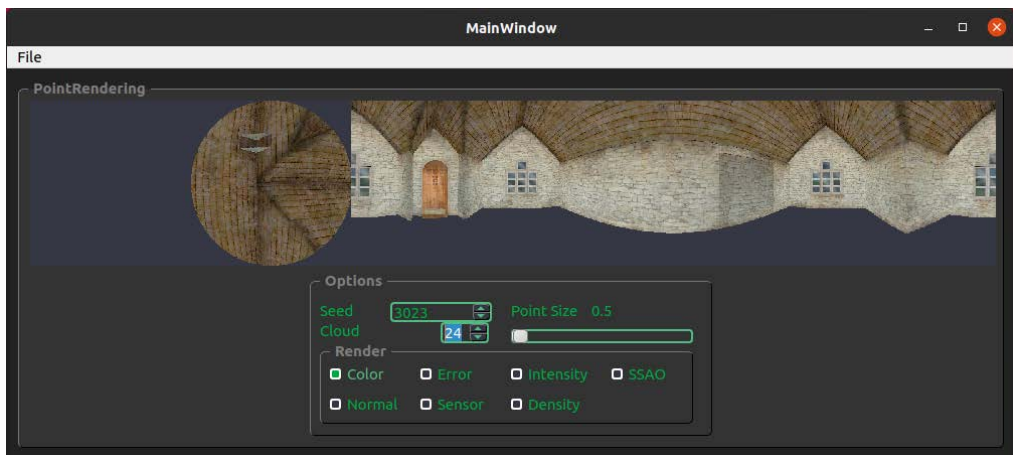 MainWindow
File
PointRendering
Options
Seed 3023 Point Size 0.5
Cloud 24
Render
Color Error Intensity SSAO
Normal Sensor Density